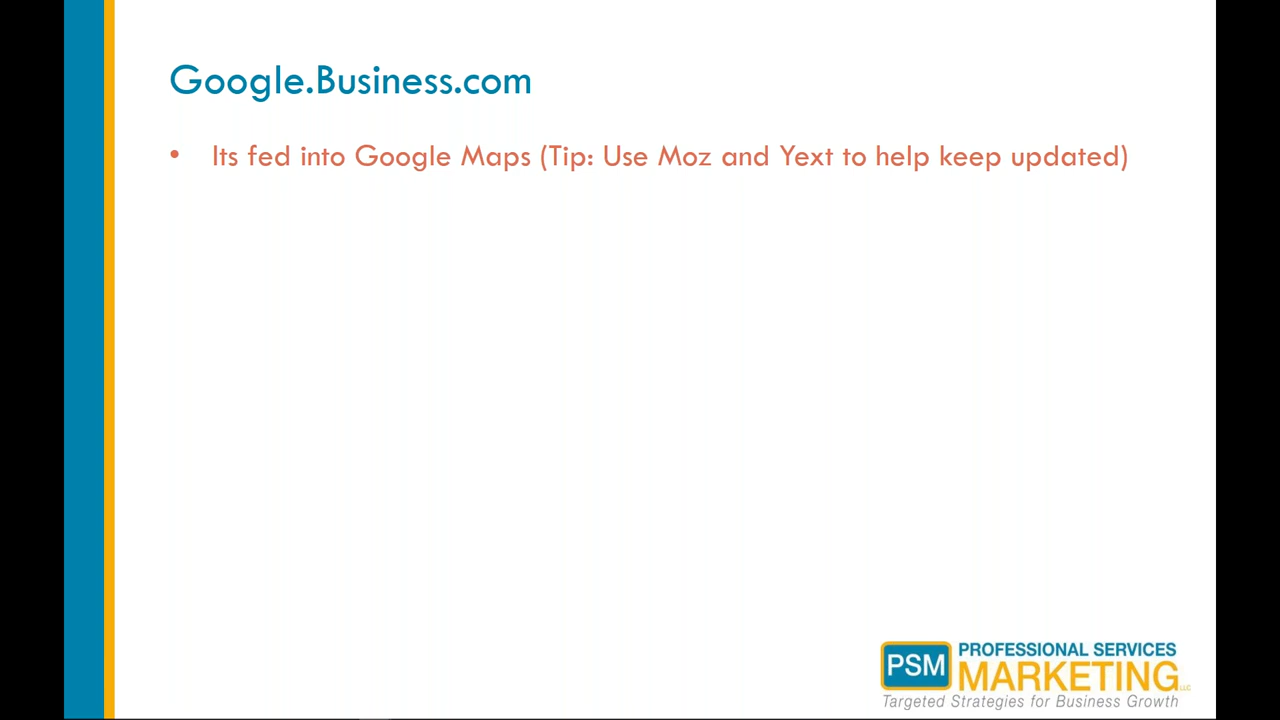 Google.Business.com
• Its fed into Google Maps (Tip: Use Moz and Yext to help keep updated)
PSM PROFESSIONAL SERVICES
MARKETING LLC
Targeted Strategies for Business Growth